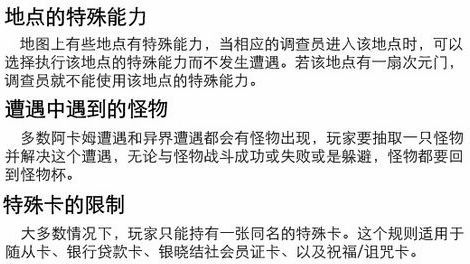 地点的特殊能力
地图上有些地点有特殊能力，当相应的调查员进入该地点时，可以
选择执行该地点的特殊能力而不发生遭遇。若该地点有一扇次元门，
调查员就不能使用该地点的特殊能力。
遭遇中遇到的怪物
多数阿卡姆遭遇和异界遭遇都会有怪物出现，玩家要抽取一只怪物
并解决这个遭遇，无论与怪物战斗成功或失败或是躲避，怪物都要回
到怪物杯。
特殊卡的限制
大多数情况下，玩家只能持有一张同名的特殊卡。这个规则适用于
随从卡、银行贷款卡、银晓结社会员证卡、以及祝福/诅咒卡。